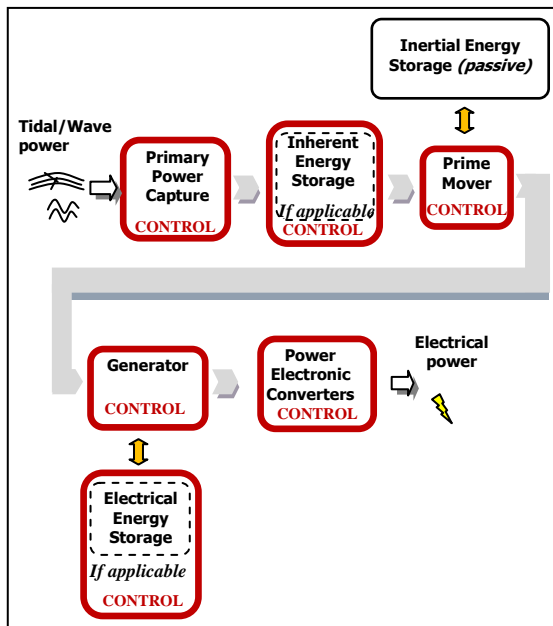 Inertial Energy
Storage (passive)
Tidal/Wave
power
Primary
Power
Capture
CONTROL
Inherent
Energy
Storage
If applicable
CONTROL
Prime
Mover
CONTROL
Generator
CONTROL
Power
Electronic
Converters
CONTROL
Electrical
power
Electrical
Energy
Storage
If applicable
CONTROL